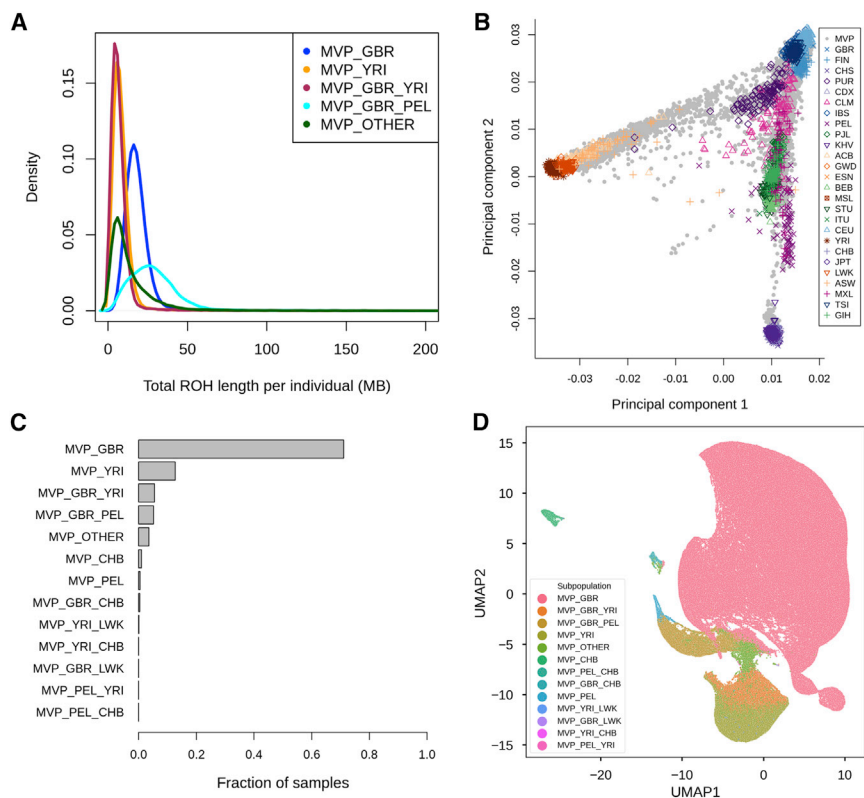 A
MVP_GBR
MVP_YRI
MVP_GBR_YRI
MVP_GBR_PEL
MVP_OTHER
0.15
0.10
0.05
0.00
Density
0 50 100 150 200
Total ROH length per individual (MB)
B
0.03
0.02
0.01
0.00
-0.01
-0.02
-0.03
Principal component 2
-0.03 -0.02 -0.01 0.00 0.01 0.02
Principal component 1
MVP
GBR
FIN
CHS
PUR
CDX
CLM
IBS
PEL
PJL
KHV
ACB
GWD
ESN
BEB
MSL
STU
ITU
CEU
YRI
CHB
JPT
LWK
ASW
MXL
TSI
GIH
C
MVP_GBR
MVP_YRI
MVP_GBR_YRI
MVP_GBR_PEL
MVP_OTHER
MVP_CHB
MVP_PEL
MVP_GBR_CHB
MVP_YRI_LWK
MVP_YRI_CHB
MVP_GBR_LWK
MVP_PEL_YRI
MVP_PEL_CHB
0.0 0.2 0.4 0.6 0.8 1.0
Fraction of samples
D
15
10
5
0
−5
−10
−15
UMAP2
Subpopulation
MVP_GBR
MVP_GBR_YRI
MVP_GBR_PEL
MVP_YRI
MVP_OTHER
MVP_CHB
MVP_PEL_CHB
MVP_GBR_CHB
MVP_PEL
MVP_YRI_LWK
MVP_GBR_LWK
MVP_YRI_CHB
MVP_PEL_YRI
−20 −10 0 10
UMAP1